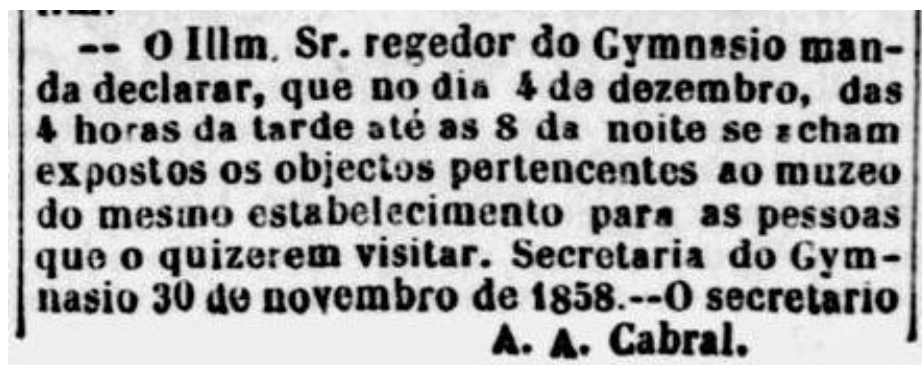 -- O Illm. Sr. regedor do Gymnasio man-
da declarar, que no dia 4 de dezembro, das
4 horas da tarde até as 8 da noite se acham
expostos os objectos pertencentes ao muzeo
do mesmo estabelecimento para as pessoas
que o quizerem visitar. Secretaria do Gym-
nasio 30 de novembro de 1858.--O secretario
A. A. Cabral.